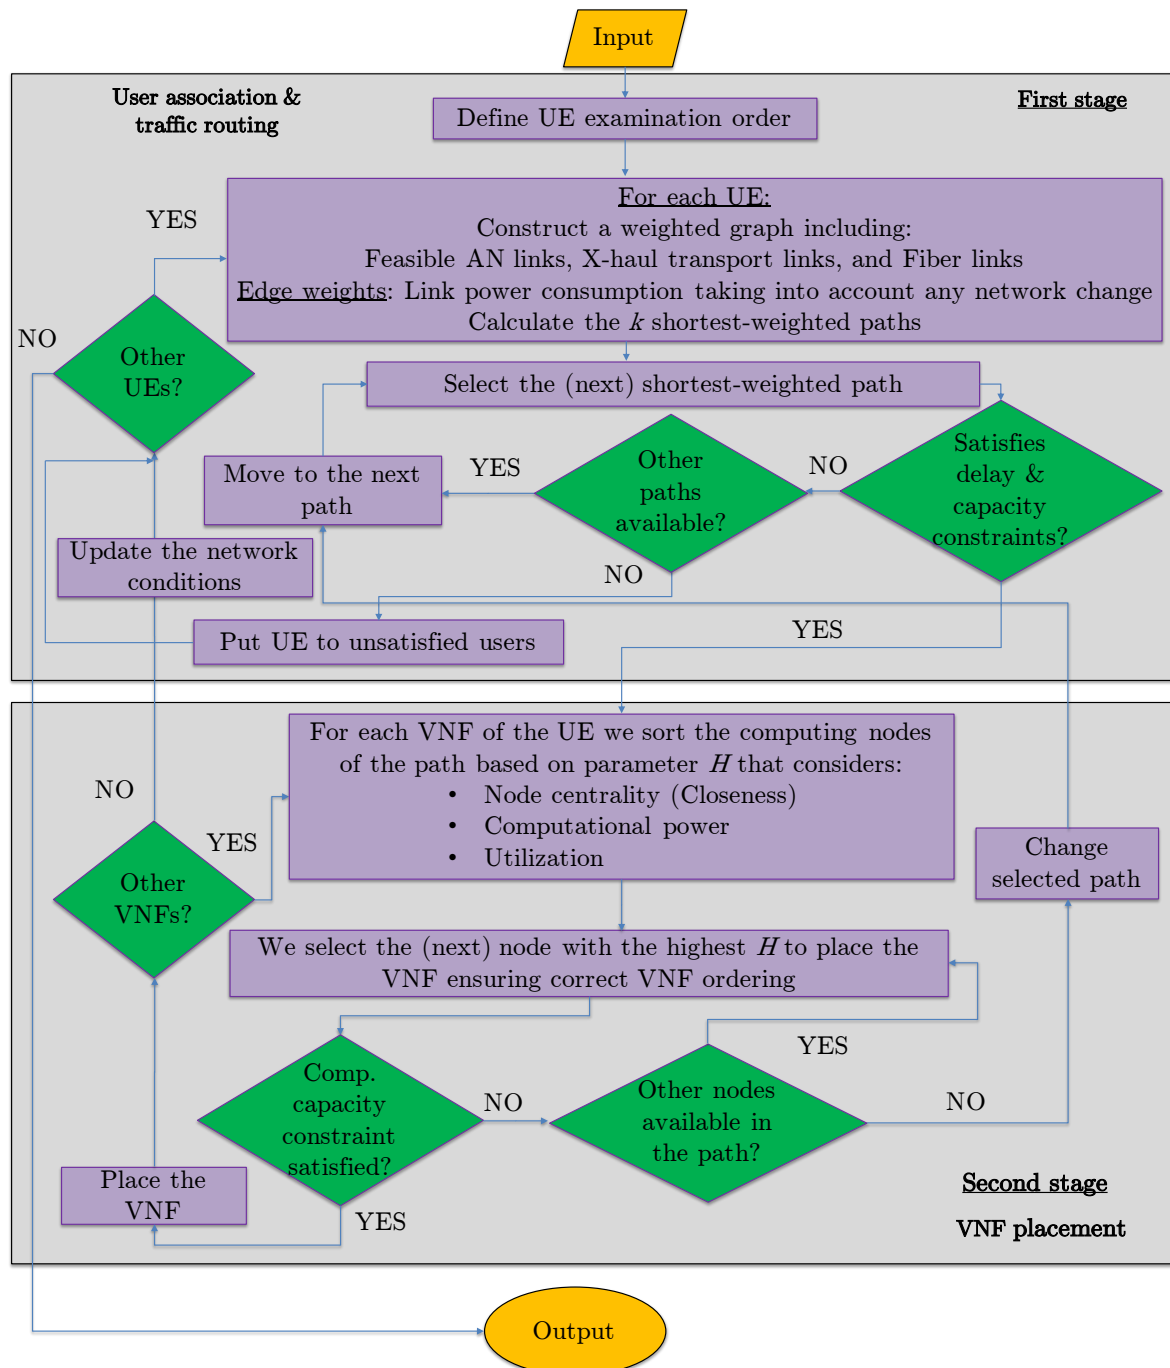 Input
User association &
traffic routing
First stage
Define UE examination order
YES
For each UE:
Construct a weighted graph including:
Feasible AN links, X-haul transport links, and Fiber links
Edge weights: Link power consumption taking into account any network change
Calculate the k shortest-weighted paths
NO
Other
UEs?
Select the (next) shortest-weighted path
Satisfies
delay &
capacity
constraints?
NO
Other
paths
available?
YES
Move to the next
path
Update the network
conditions
NO
Put UE to unsatisfied users
YES
For each VNF of the UE we sort the computing nodes
of the path based on parameter H that considers:
• Node centrality (Closeness)
• Computational power
• Utilization
NO
YES
Other
VNFs?
Change
selected path
We select the (next) node with the highest H to place the
VNF ensuring correct VNF ordering
YES
Comp.
capacity
constraint
satisfied?
NO
Other nodes
available in
the path?
NO
Place the
VNF
YES
Second stage
VNF placement
Output